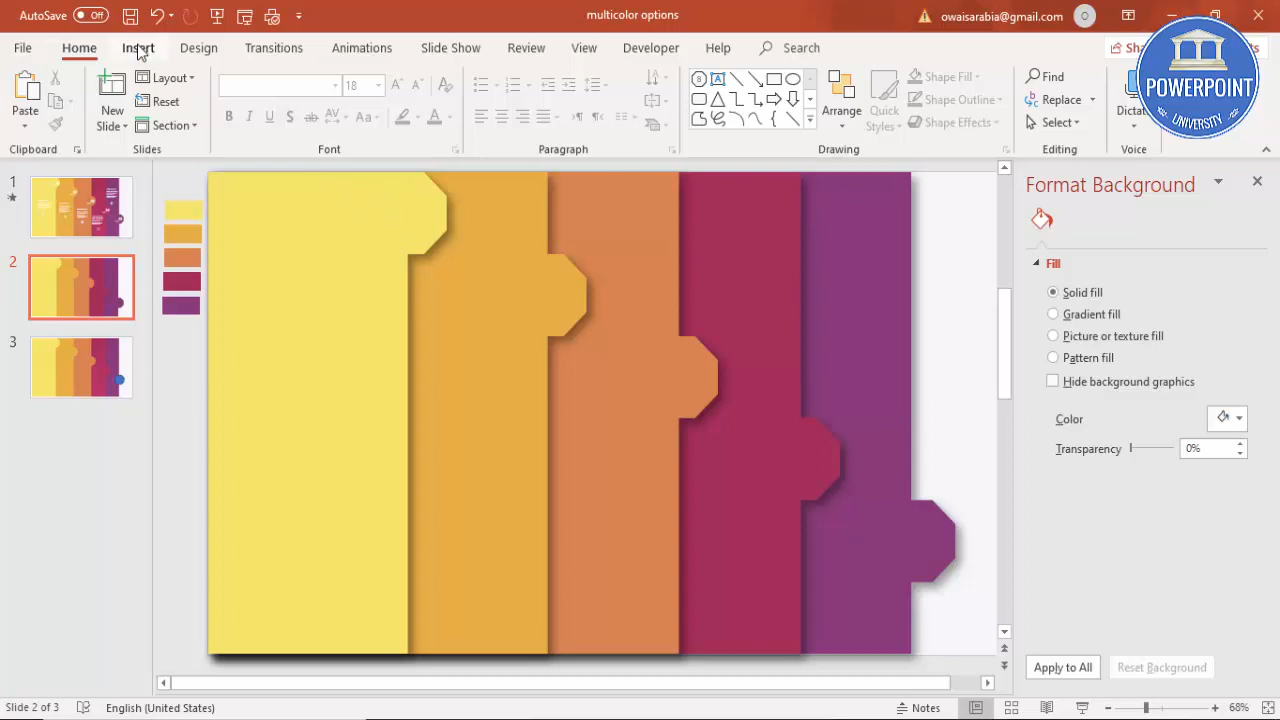 AutoSave Off multicolor options owaisarabia@gmail.com O
File Home Insert Design Transitions Animations Slide Show Review View Developer Help Search
Paste New Slide Layout Reset Section 18 Arrange Quick Styles Shape Fill Shape Outline Shape Effects Find Replace Select
Clipboard Slides Font Paragraph Drawing Editing Voice
POWERPOINT
UNIVERSITY
1
2
3
Format Background
Fill
Solid fill
Gradient fill
Picture or texture fill
Pattern fill
Hide background graphics
Color
Transparency 0%
Apply to All Reset Background
Slide 2 of 3 English (United States) Notes 68%